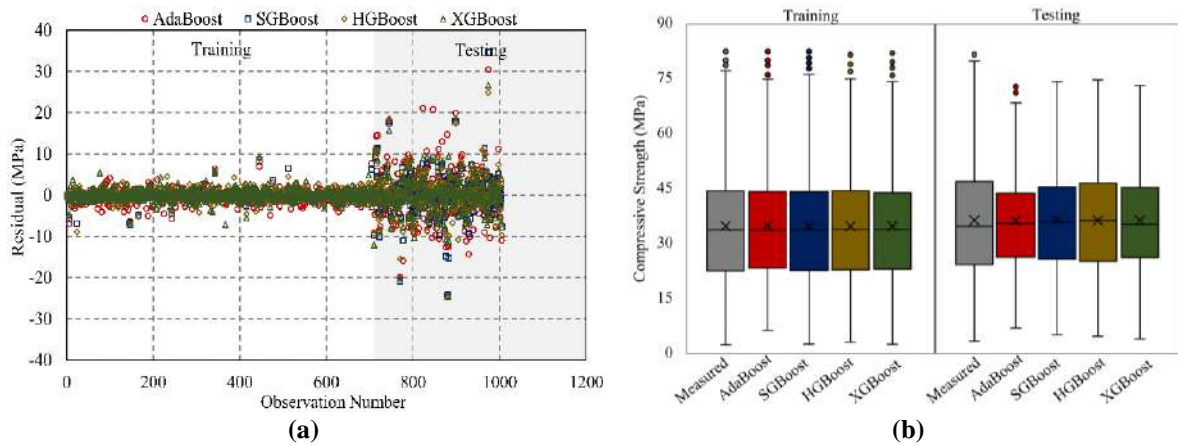 AdaBoost SGBoost HGBoost XGBoost
Training Testing
Residual (MPa)
40
30
20
10
0
-10
-20
-30
-40
0 200 400 600 800 1000 1200
Observation Number
(a)
Training Testing
Compressive Strength (MPa)
90
75
60
45
30
15
0
Measured AdaBoost SGBoost HGBoost XGBoost Measured AdaBoost SGBoost HGBoost XGBoost
(b)